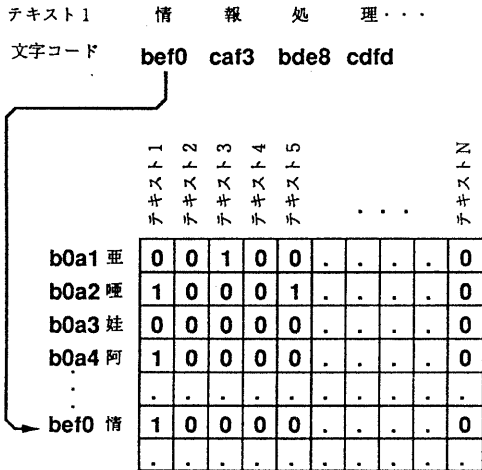 テキスト1 情 報 処 理・・・
文字コード bef0 caf3 bde8 cdfd
テキスト1 テキスト2 テキスト3 テキスト4 テキスト5 ・・・ テキストN
b0a1 亜 0 0 1 0 0 . . . . 0
b0a2 唖 1 0 0 0 1 . . . . 0
b0a3 娃 0 0 0 0 0 . . . . 0
b0a4 阿 1 0 0 0 0 . . . . 0
: . . . . . . . . . .
bef0 情 1 0 0 0 0 . . . . 0
. . . . . . . . . .